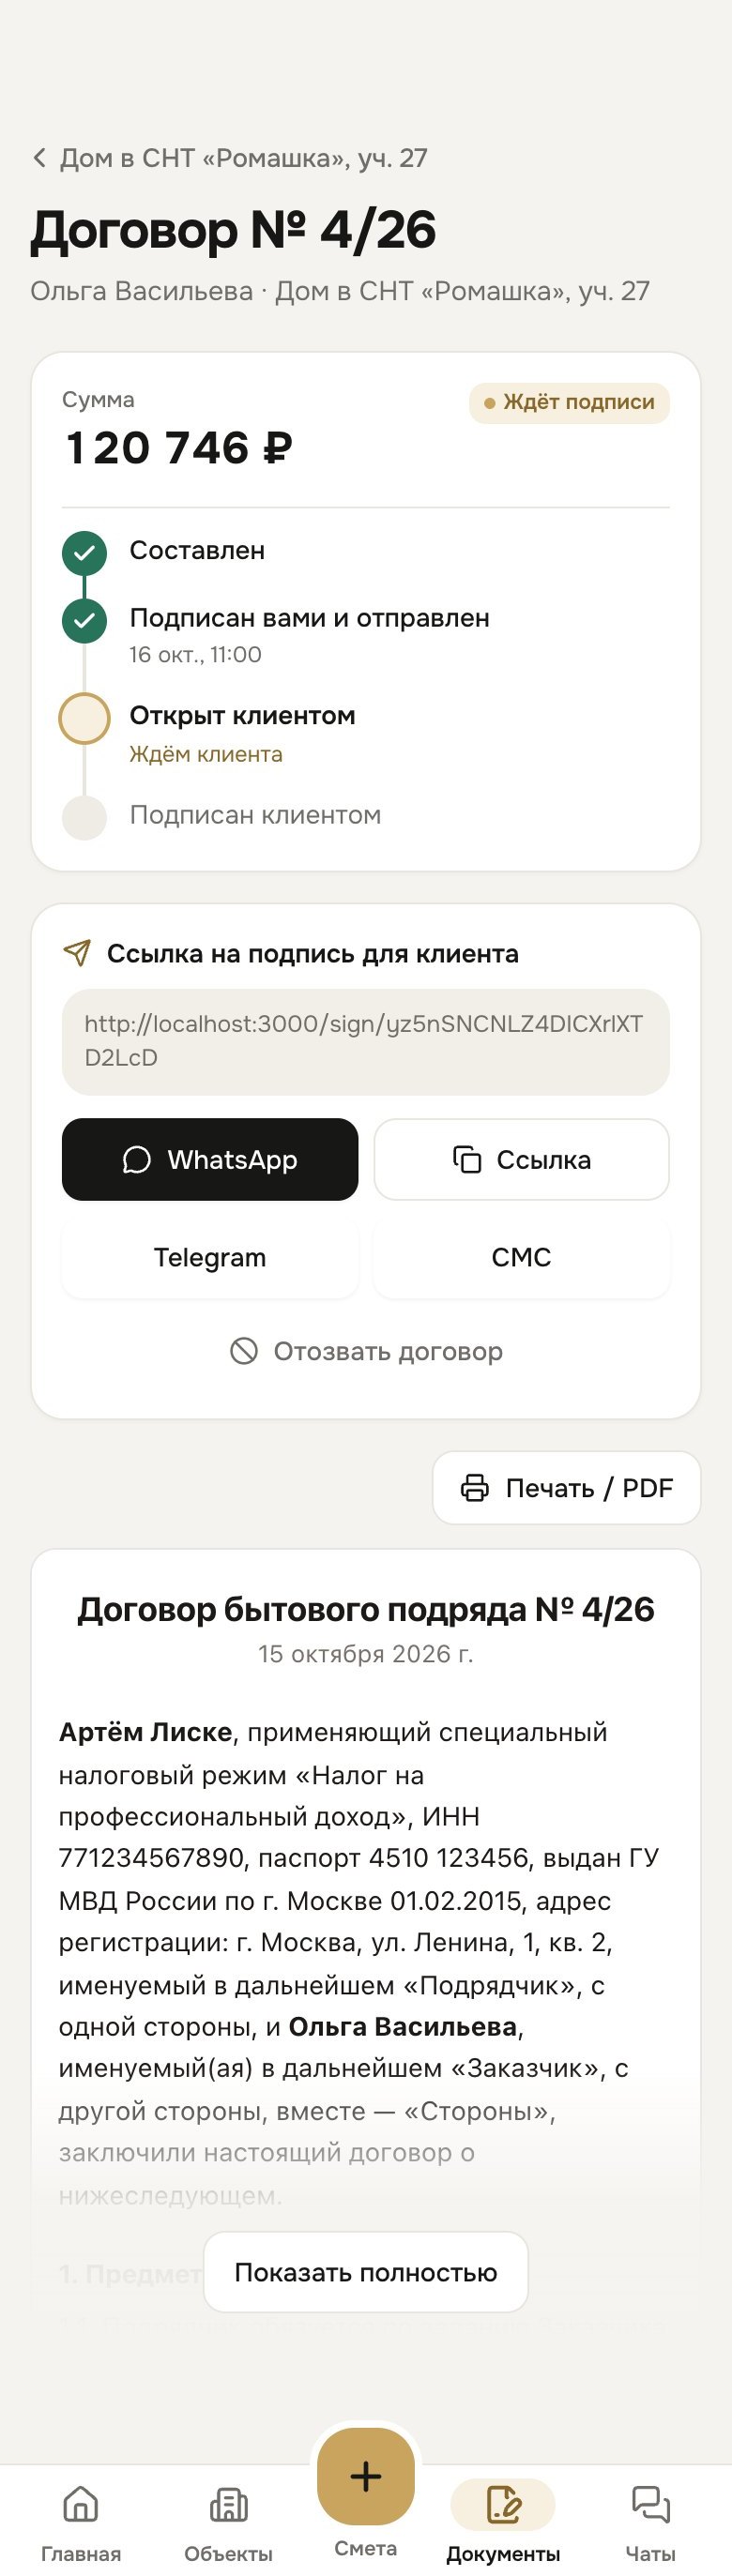 Дом в СНТ «Ромашка», уч. 27
Договор № 4/26
Ольга Васильева · Дом в СНТ «Ромашка», уч. 27
Сумма
Ждёт подписи
120 746 ₽
Составлен
Подписан вами и отправлен
16 окт., 11:00
Открыт клиентом
Ждём клиента
Подписан клиентом
Ссылка на подпись для клиента
http://localhost:3000/sign/yz5nSNCNLZ4DICXrlXT
D2LcD
WhatsApp
Ссылка
Telegram
СМС
Отозвать договор
Печать / PDF
Договор бытового подряда № 4/26
15 октября 2026 г.
Артём Лиске, применяющий специальный
налоговый режим «Налог на
профессиональный доход», ИНН
771234567890, паспорт 4510 123456, выдан ГУ
МВД России по г. Москве 01.02.2015, адрес
регистрации: г. Москва, ул. Ленина, 1, кв. 2,
именуемый в дальнейшем «Подрядчик», с
одной стороны, и Ольга Васильева,
именуемый(ая) в дальнейшем «Заказчик», с
другой стороны, вместе — «Стороны»,
заключили настоящий договор о
нижеследующем.
1. Предмет
Показать полностью
Главная
Объекты
Смета
Документы
Чаты